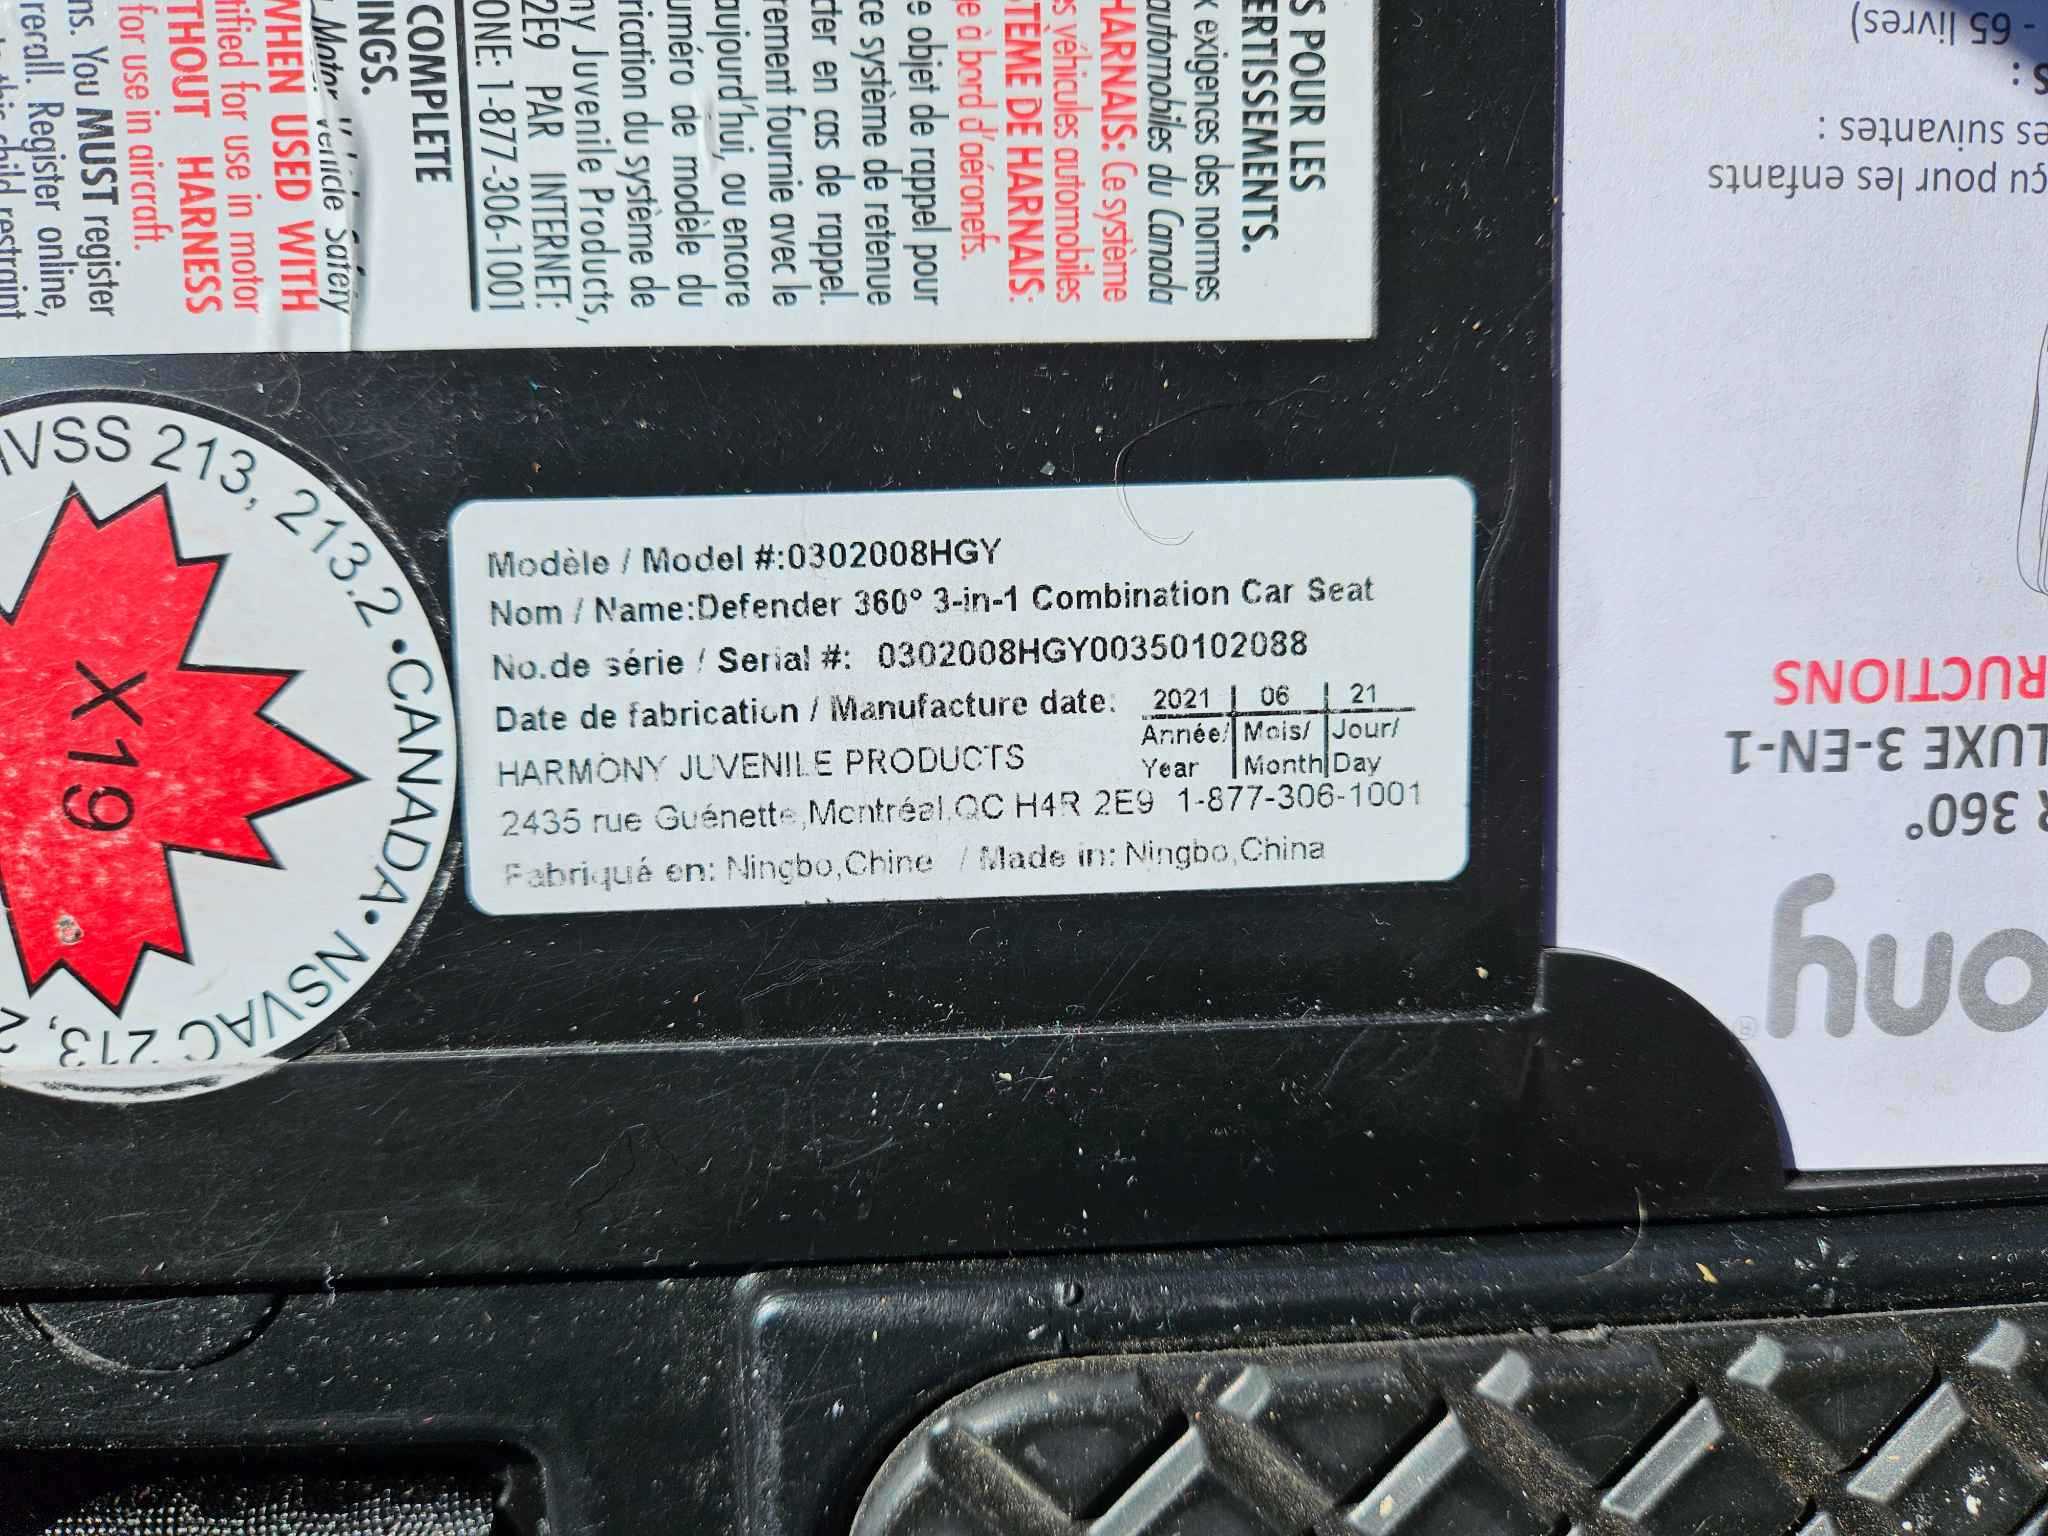 S POUR LES
ERTISSEMENTS.
x exigences des normes
automobiles du Canada
HARNAIS: Ce système
s véhicules automobiles
TÈME DE HARNAIS:
e à bord d'aéronefs.
e objet de rappel pour
ce système de retenue
cter en cas de rappel.
rement fournie avec le
aujourd'hui, ou encore
uméro de modèle du
rication du système de
ny Juvenile Products,
2E9 PAR INTERNET:
ONE: 1-877-306-1001
COMPLETE
INGS.
Motor Vehicle Safety
WHEN USED WITH
tified for use in motor
THOUT HARNESS
for use in aircraft.
ns. You MUST register
recall. Register online,
child restraint
MVSS 213, 213.2 • CANADA • NSVAC 213, 2
X19
Modèle / Model #:0302008HGY
Nom / Name:Defender 360° 3-in-1 Combination Car Seat
No.de série / Serial #: 0302008HGY00350102088
Date de fabrication / Manufacture date: 2021 | 06 | 21
Année/ Mois/ Jour/
Year Month Day
HARMONY JUVENILE PRODUCTS
2435 rue Guénette,Montréal,QC H4R 2E9 1-877-306-1001
Fabriqué en: Ningbo,Chine / Made in: Ningbo,China
ony®
R 360°
LUXE 3-EN-1
RUCTIONS
çu pour les enfants
es suivantes :
s :
- 65 livres)